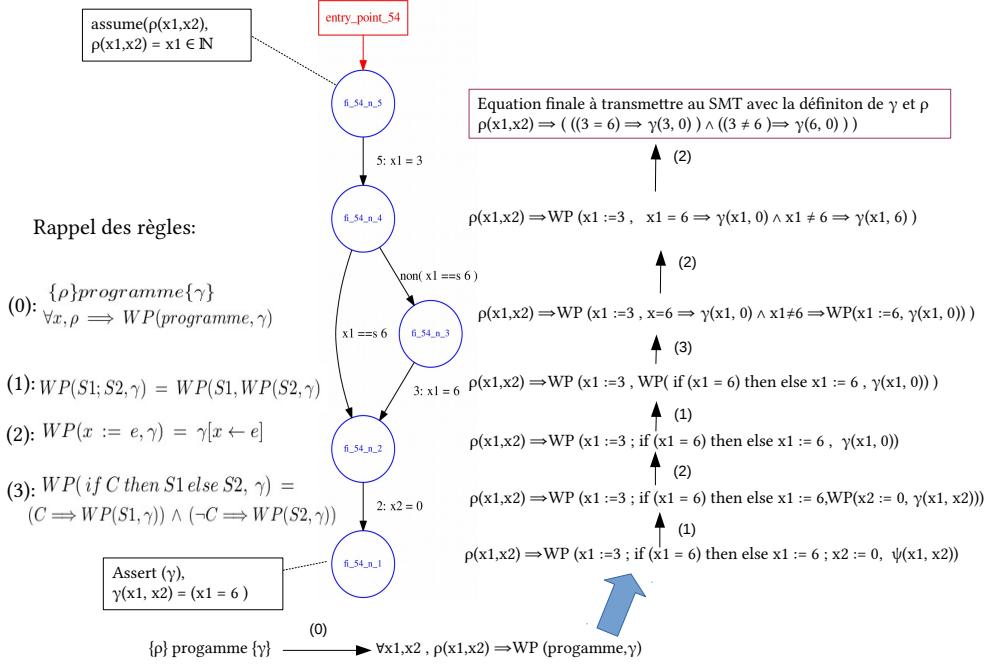 assume(ρ(x1,x2),
ρ(x1,x2) = x1 ∈ ℕ
entry_point_54
fi_54_n_5
5: x1 = 3
fi_54_n_4
non( x1 ==s 6 )
x1 ==s 6
fi_54_n_3
3: x1 = 6
fi_54_n_2
2: x2 = 0
fi_54_n_1
Assert (γ),
γ(x1, x2) = (x1 = 6 )
Rappel des règles:
(0): {ρ}programme{γ}
∀x, ρ ⟹ WP(programme, γ)
(1): WP(S1; S2, γ) = WP(S1, WP(S2, γ)
(2): WP(x := e, γ) = γ[x ← e]
(3): WP( if C then S1 else S2, γ) =
(C ⟹ WP(S1, γ)) ∧ (¬C ⟹ WP(S2, γ))
Equation finale à transmettre au SMT avec la définiton de γ et ρ
ρ(x1,x2) ⟹ ( ((3 = 6) ⟹ γ(3, 0) ) ∧ ((3 ≠ 6 )⟹ γ(6, 0) ) )
(2)
ρ(x1,x2) ⟹WP (x1 :=3 , x1 = 6 ⟹ γ(x1, 0) ∧ x1 ≠ 6 ⟹ γ(x1, 6) )
(2)
ρ(x1,x2) ⟹WP (x1 :=3 , x=6 ⟹ γ(x1, 0) ∧ x1≠6 ⟹WP(x1 :=6, γ(x1, 0)) )
(3)
ρ(x1,x2) ⟹WP (x1 :=3 , WP( if (x1 = 6) then else x1 := 6 , γ(x1, 0)) )
(1)
ρ(x1,x2) ⟹WP (x1 :=3 ; if (x1 = 6) then else x1 := 6 , γ(x1, 0))
(2)
ρ(x1,x2) ⟹WP (x1 :=3 ; if (x1 = 6) then else x1 := 6,WP(x2 := 0, γ(x1, x2)))
(1)
ρ(x1,x2) ⟹WP (x1 :=3 ; if (x1 = 6) then else x1 := 6 ; x2 := 0, ψ(x1, x2))
{ρ} progamme {γ}
(0)
∀x1,x2 , ρ(x1,x2) ⟹WP (progamme,γ)